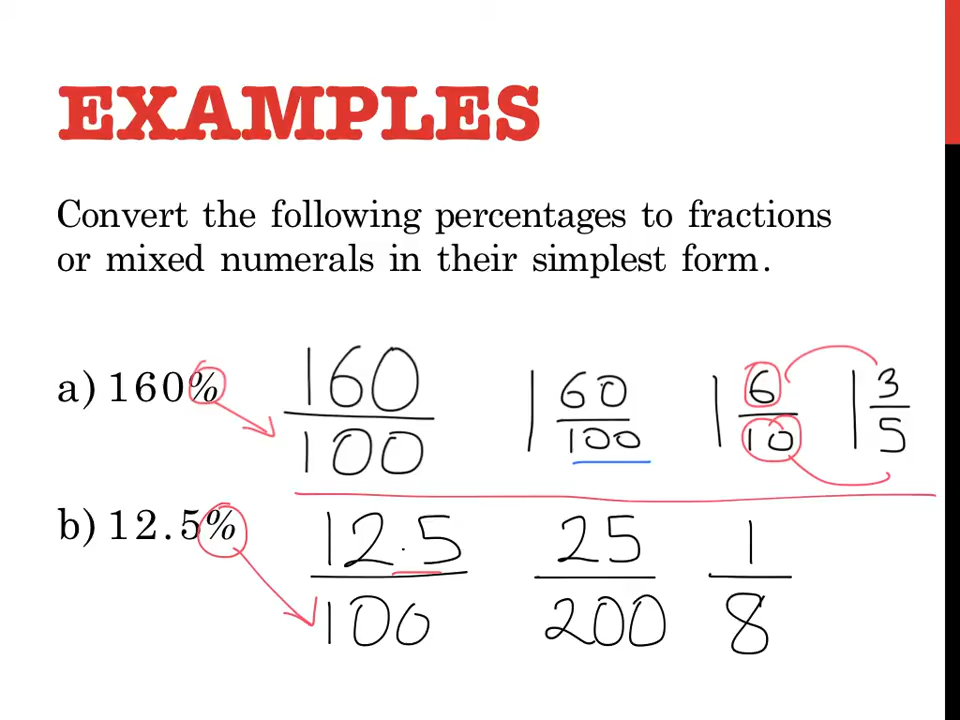 EXAMPLES
Convert the following percentages to fractions
or mixed numerals in their simplest form.
a) 160% 160/100 1 60/100 1 6/10 1 3/5
b) 12.5% 12.5/100 25/200 1/8